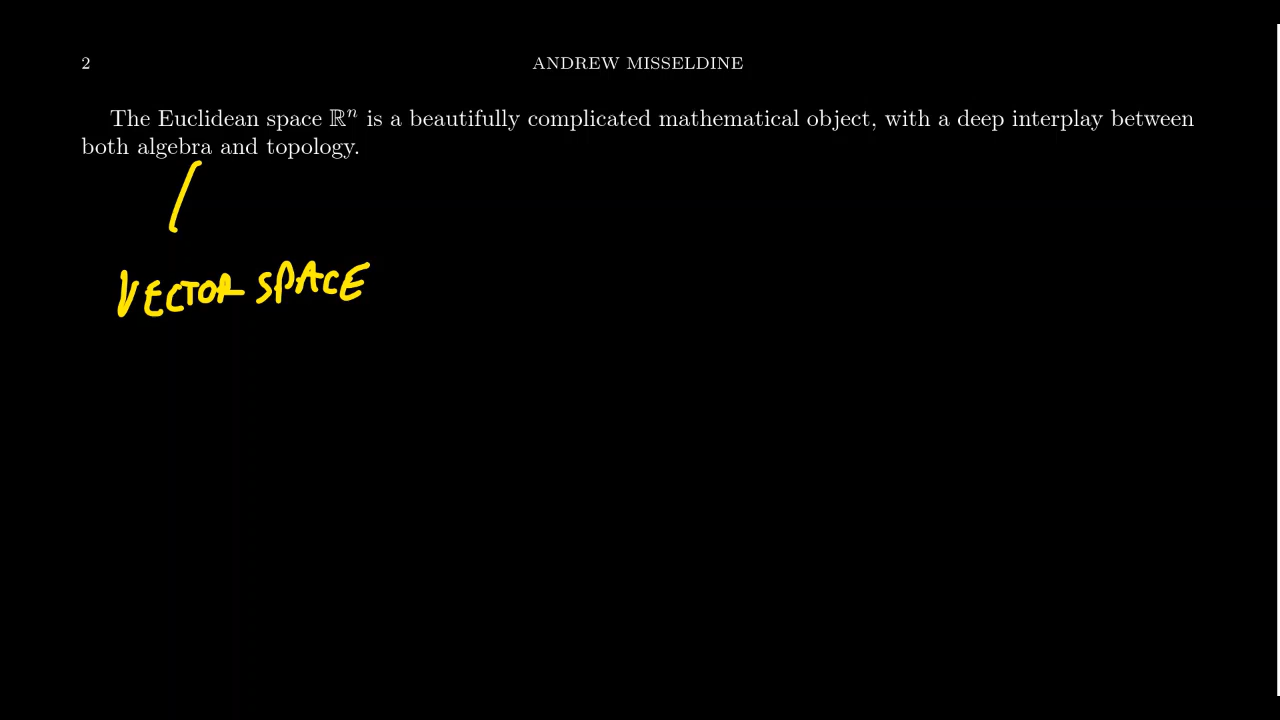 2 ANDREW MISSELDINE
The Euclidean space ℝⁿ is a beautifully complicated mathematical object, with a deep interplay between
both algebra and topology.
VECTOR SPACE